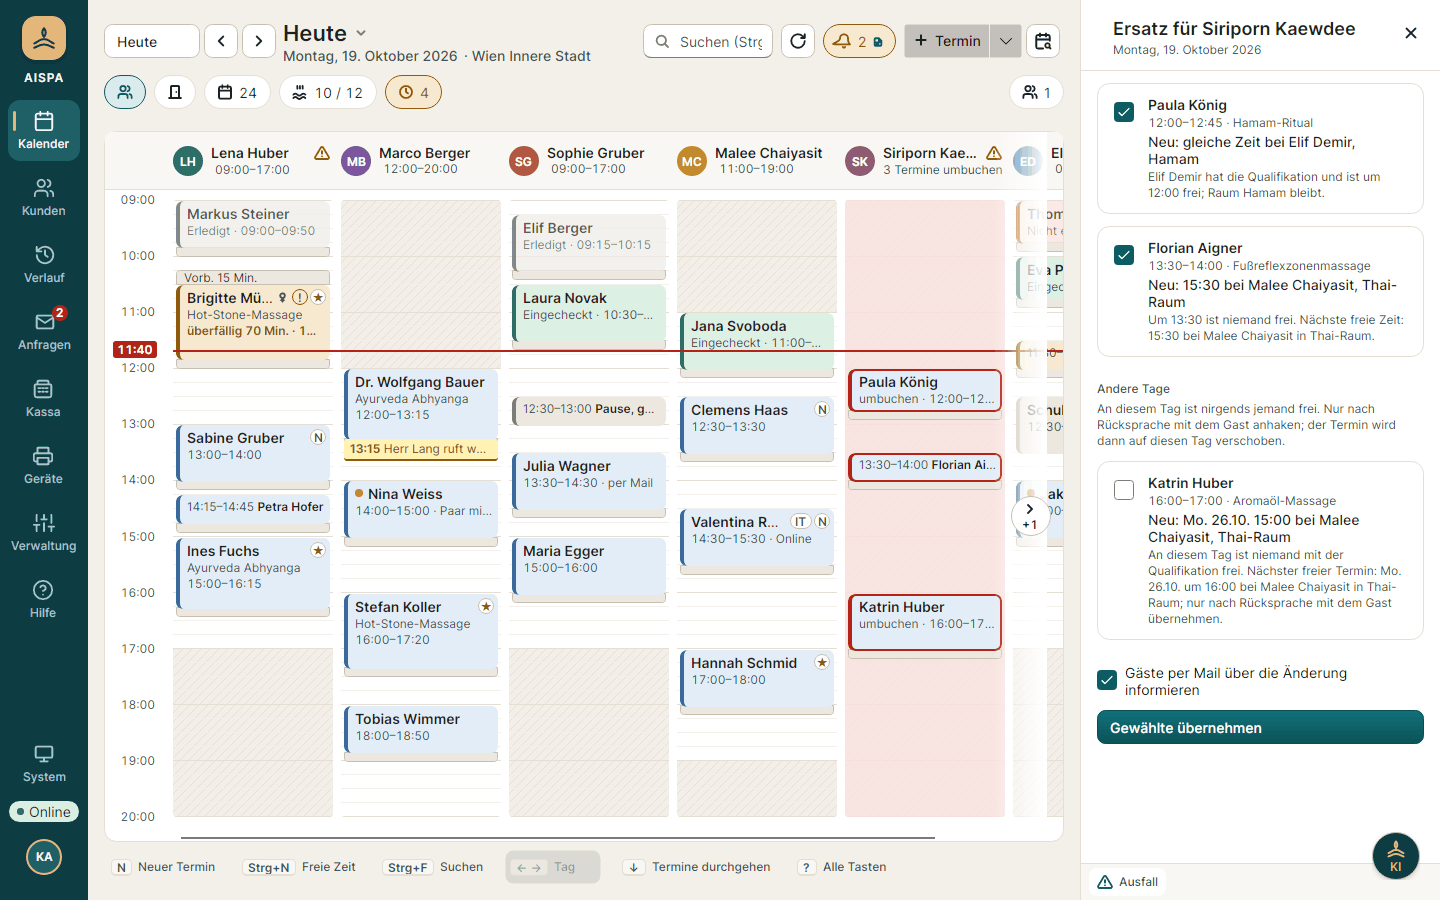 AISPA
Kalender
Kunden
Verlauf
2
Anfragen
Kassa
Geräte
Verwaltung
Hilfe
System
Online
KA
Heute
Heute
Montag, 19. Oktober 2026 · Wien Innere Stadt
Suchen (Strg
2
Termin
24
10 / 12
4
1
LH
Lena Huber
09:00–17:00
MB
Marco Berger
12:00–20:00
SG
Sophie Gruber
09:00–17:00
MC
Malee Chaiyasit
11:00–19:00
SK
Siriporn Kae...
3 Termine umbuchen
ED
09:00
10:00
11:00
11:40
12:00
13:00
14:00
15:00
16:00
17:00
18:00
19:00
20:00
Markus Steiner
Erledigt · 09:00–09:50
Vorb. 15 Min.
Brigitte Mü...
Hot-Stone-Massage
überfällig 70 Min. · 1...
Sabine Gruber
N
13:00–14:00
14:15–14:45 Petra Hofer
Ines Fuchs
Ayurveda Abhyanga
15:00–16:15
Dr. Wolfgang Bauer
Ayurveda Abhyanga
12:00–13:15
13:15 Herr Lang ruft w...
Nina Weiss
14:00–15:00 · Paar mi...
Stefan Koller
Hot-Stone-Massage
16:00–17:20
Tobias Wimmer
18:00–18:50
Elif Berger
Erledigt · 09:15–10:15
Laura Novak
Eingecheckt · 10:30–...
12:30–13:00 Pause, g...
Julia Wagner
13:30–14:30 · per Mail
Maria Egger
15:00–16:00
Jana Svoboda
Eingecheckt · 11:00–...
Clemens Haas
N
12:30–13:30
Valentina R...
IT
N
14:30–15:30 · Online
Hannah Schmid
17:00–18:00
Paula König
umbuchen · 12:00–12...
13:30–14:00 Florian Ai...
Katrin Huber
umbuchen · 16:00–17...
+1
N
Neuer Termin
Strg+N
Freie Zeit
Strg+F
Suchen
← →
Tag
↓
Termine durchgehen
?
Alle Tasten
Ersatz für Siriporn Kaewdee
Montag, 19. Oktober 2026
Paula König
12:00–12:45 · Hamam-Ritual
Neu: gleiche Zeit bei Elif Demir,
Hamam
Elif Demir hat die Qualifikation und ist um
12:00 frei; Raum Hamam bleibt.
Florian Aigner
13:30–14:00 · Fußreflexzonenmassage
Neu: 15:30 bei Malee Chaiyasit, Thai-
Raum
Um 13:30 ist niemand frei. Nächste freie Zeit:
15:30 bei Malee Chaiyasit in Thai-Raum.
Andere Tage
An diesem Tag ist nirgends jemand frei. Nur nach
Rücksprache mit dem Gast anhaken; der Termin wird
dann auf diesen Tag verschoben.
Katrin Huber
16:00–17:00 · Aromaöl-Massage
Neu: Mo. 26.10. 15:00 bei Malee
Chaiyasit, Thai-Raum
An diesem Tag ist niemand mit der
Qualifikation frei. Nächster freier Termin: Mo.
26.10. um 16:00 bei Malee Chaiyasit in Thai-
Raum; nur nach Rücksprache mit dem Gast
übernehmen.
Gäste per Mail über die Änderung
informieren
Gewählte übernehmen
Ausfall
KI